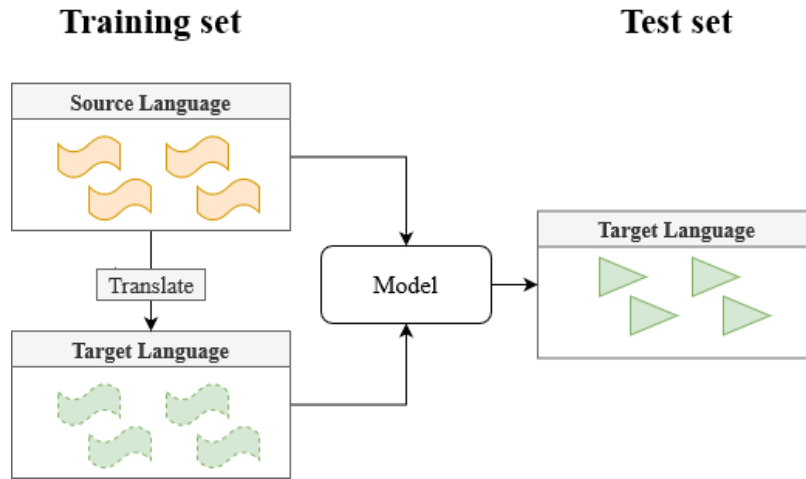 Training set
Test set
Source Language
Translate
Target Language
Model
Target Language